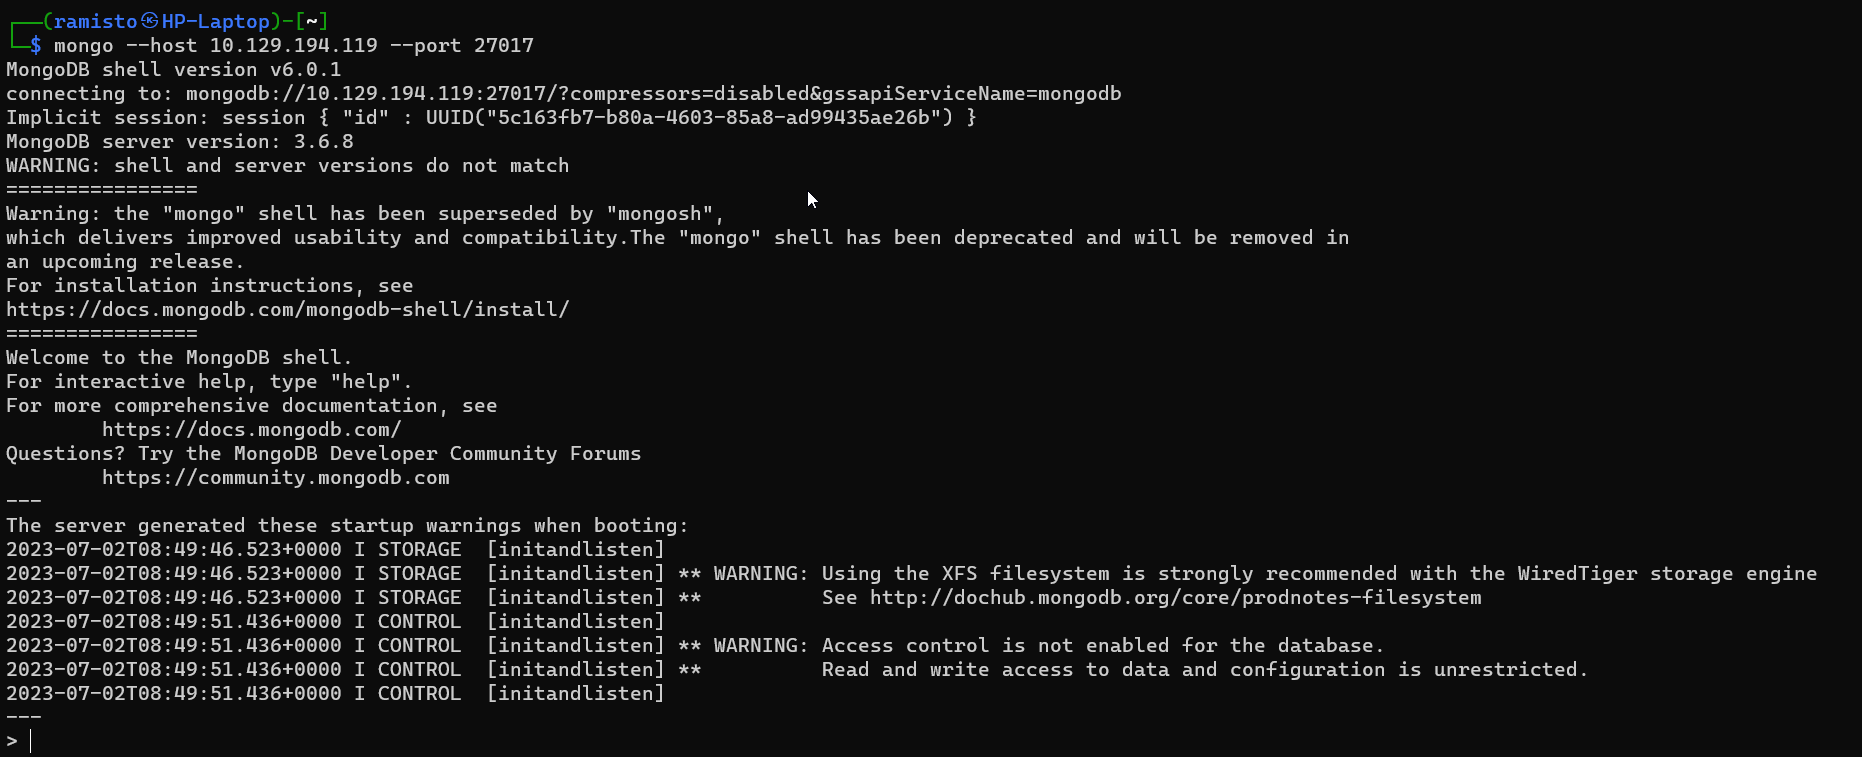 ┌──(ramisto㉿HP-Laptop)-[~]
└─$ mongo --host 10.129.194.119 --port 27017
MongoDB shell version v6.0.1
connecting to: mongodb://10.129.194.119:27017/?compressors=disabled&gssapiServiceName=mongodb
Implicit session: session { "id" : UUID("5c163fb7-b80a-4603-85a8-ad99435ae26b") }
MongoDB server version: 3.6.8
WARNING: shell and server versions do not match
================
Warning: the "mongo" shell has been superseded by "mongosh",
which delivers improved usability and compatibility.The "mongo" shell has been deprecated and will be removed in
an upcoming release.
For installation instructions, see
https://docs.mongodb.com/mongodb-shell/install/
================
Welcome to the MongoDB shell.
For interactive help, type "help".
For more comprehensive documentation, see
        https://docs.mongodb.com/
Questions? Try the MongoDB Developer Community Forums
        https://community.mongodb.com
---
The server generated these startup warnings when booting:
2023-07-02T08:49:46.523+0000 I STORAGE  [initandlisten]
2023-07-02T08:49:46.523+0000 I STORAGE  [initandlisten] ** WARNING: Using the XFS filesystem is strongly recommended with the WiredTiger storage engine
2023-07-02T08:49:46.523+0000 I STORAGE  [initandlisten] **          See http://dochub.mongodb.org/core/prodnotes-filesystem
2023-07-02T08:49:51.436+0000 I CONTROL  [initandlisten]
2023-07-02T08:49:51.436+0000 I CONTROL  [initandlisten] ** WARNING: Access control is not enabled for the database.
2023-07-02T08:49:51.436+0000 I CONTROL  [initandlisten] **          Read and write access to data and configuration is unrestricted.
2023-07-02T08:49:51.436+0000 I CONTROL  [initandlisten]
---
>